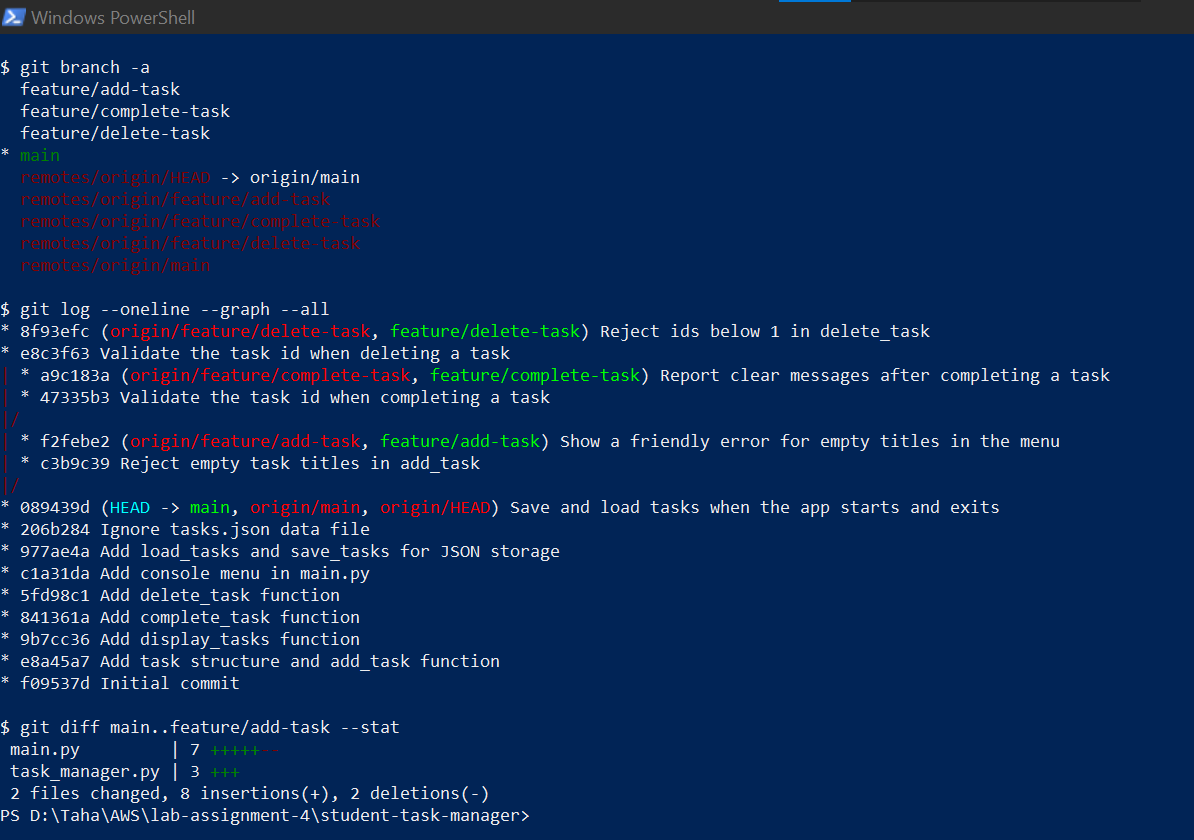 Windows PowerShell
$ git branch -a
  feature/add-task
  feature/complete-task
  feature/delete-task
* main
  remotes/origin/HEAD -> origin/main
  remotes/origin/feature/add-task
  remotes/origin/feature/complete-task
  remotes/origin/feature/delete-task
  remotes/origin/main
$ git log --oneline --graph --all
* 8f93efc (origin/feature/delete-task, feature/delete-task) Reject ids below 1 in delete_task
* e8c3f63 Validate the task id when deleting a task
| * a9c183a (origin/feature/complete-task, feature/complete-task) Report clear messages after completing a task
| * 47335b3 Validate the task id when completing a task
|/
| * f2febe2 (origin/feature/add-task, feature/add-task) Show a friendly error for empty titles in the menu
| * c3b9c39 Reject empty task titles in add_task
|/
* 089439d (HEAD -> main, origin/main, origin/HEAD) Save and load tasks when the app starts and exits
* 206b284 Ignore tasks.json data file
* 977ae4a Add load_tasks and save_tasks for JSON storage
* c1a31da Add console menu in main.py
* 5fd98c1 Add delete_task function
* 841361a Add complete_task function
* 9b7cc36 Add display_tasks function
* e8a45a7 Add task structure and add_task function
* f09537d Initial commit
$ git diff main..feature/add-task --stat
 main.py         | 7 +++++--
 task_manager.py | 3 +++
 2 files changed, 8 insertions(+), 2 deletions(-)
PS D:\Taha\AWS\lab-assignment-4\student-task-manager>